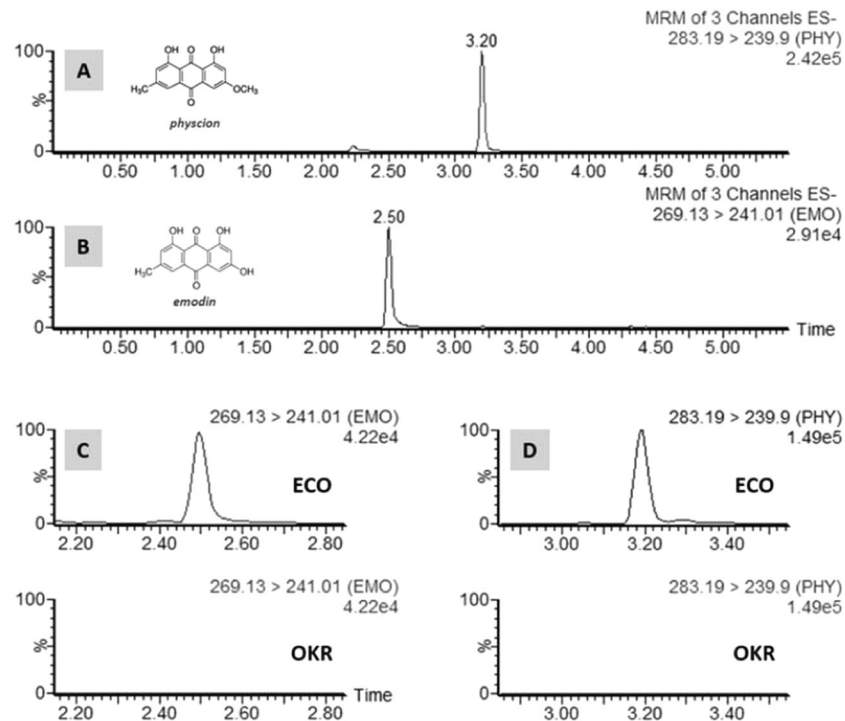 MRM of 3 Channels ES-
283.19 > 239.9 (PHY)
2.42e5
A
100
%
0
3.20
OH O OH
H₃C
OCH₃
O
physcion
0.50 1.00 1.50 2.00 2.50 3.00 3.50 4.00 4.50 5.00
MRM of 3 Channels ES-
269.13 > 241.01 (EMO)
2.91e4
B
100
%
0
2.50
OH O OH
H₃C
OH
O
emodin
Time
0.50 1.00 1.50 2.00 2.50 3.00 3.50 4.00 4.50 5.00
269.13 > 241.01 (EMO)
4.22e4
C
100
%
0
ECO
2.20 2.40 2.60 2.80
283.19 > 239.9 (PHY)
1.49e5
D
100
%
0
ECO
3.00 3.20 3.40
269.13 > 241.01 (EMO)
4.22e4
100
%
0
OKR
Time
2.20 2.40 2.60 2.80
283.19 > 239.9 (PHY)
1.49e5
100
%
0
OKR
3.00 3.20 3.40